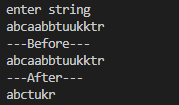 enter string
abcaabbtuukktr
---Before---
abcaabbtuukktr
---After---
abctukr